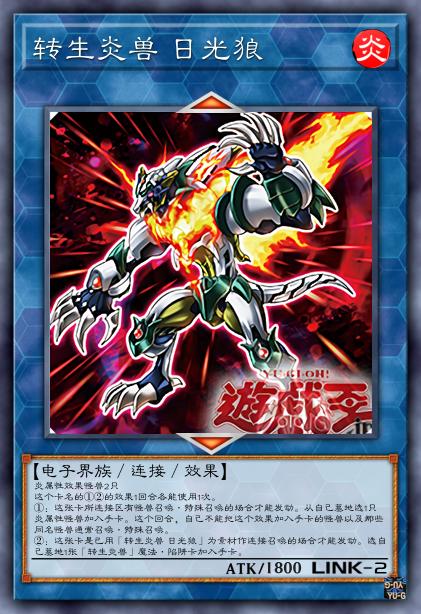 转生炎兽 日光狼
炎
YU-GI-OH!
遊戯王
【电子界族／连接／效果】
炎属性效果怪兽2只
这个卡名的①②的效果1回合各能使用1次。
①：这张卡所连接区有怪兽召唤·特殊召唤的场合才能发动。从自己墓地选1只
炎属性怪兽加入手卡。这个回合，自己不能把这个效果加入手卡的怪兽以及那些
同名怪兽通常召唤·特殊召唤。
②：这张卡是已用「转生炎兽 日光狼」为素材作连接召唤的场合才能发动。选自
己墓地1张「转生炎兽」魔法·陷阱卡加入手卡。
ATK/1800 LINK-2